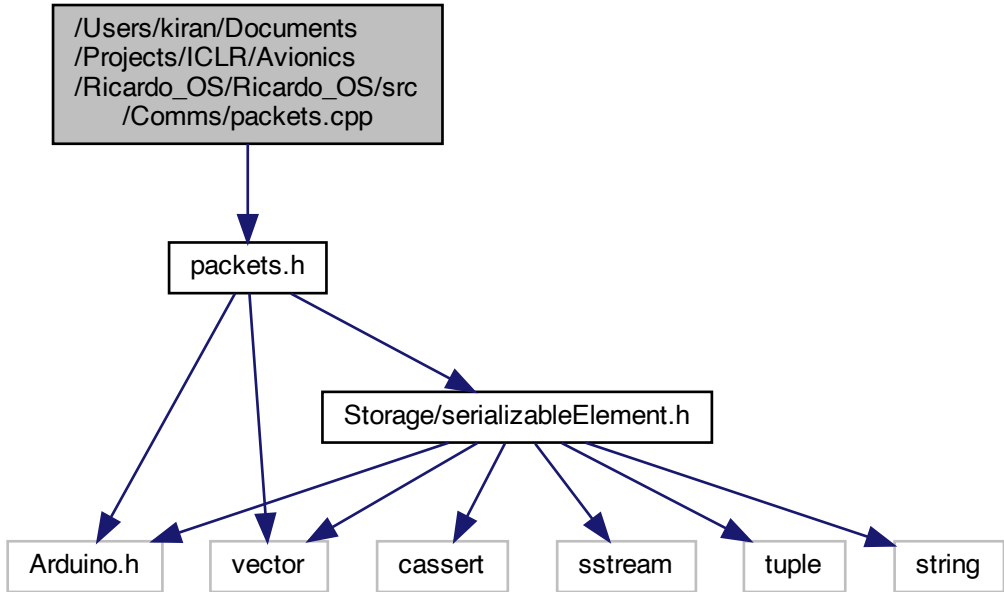 /Users/kiran/Documents
/Projects/ICLR/Avionics
/Ricardo_OS/Ricardo_OS/src
/Comms/packets.cpp
packets.h
Storage/serializableElement.h
Arduino.h
vector
cassert
sstream
tuple
string